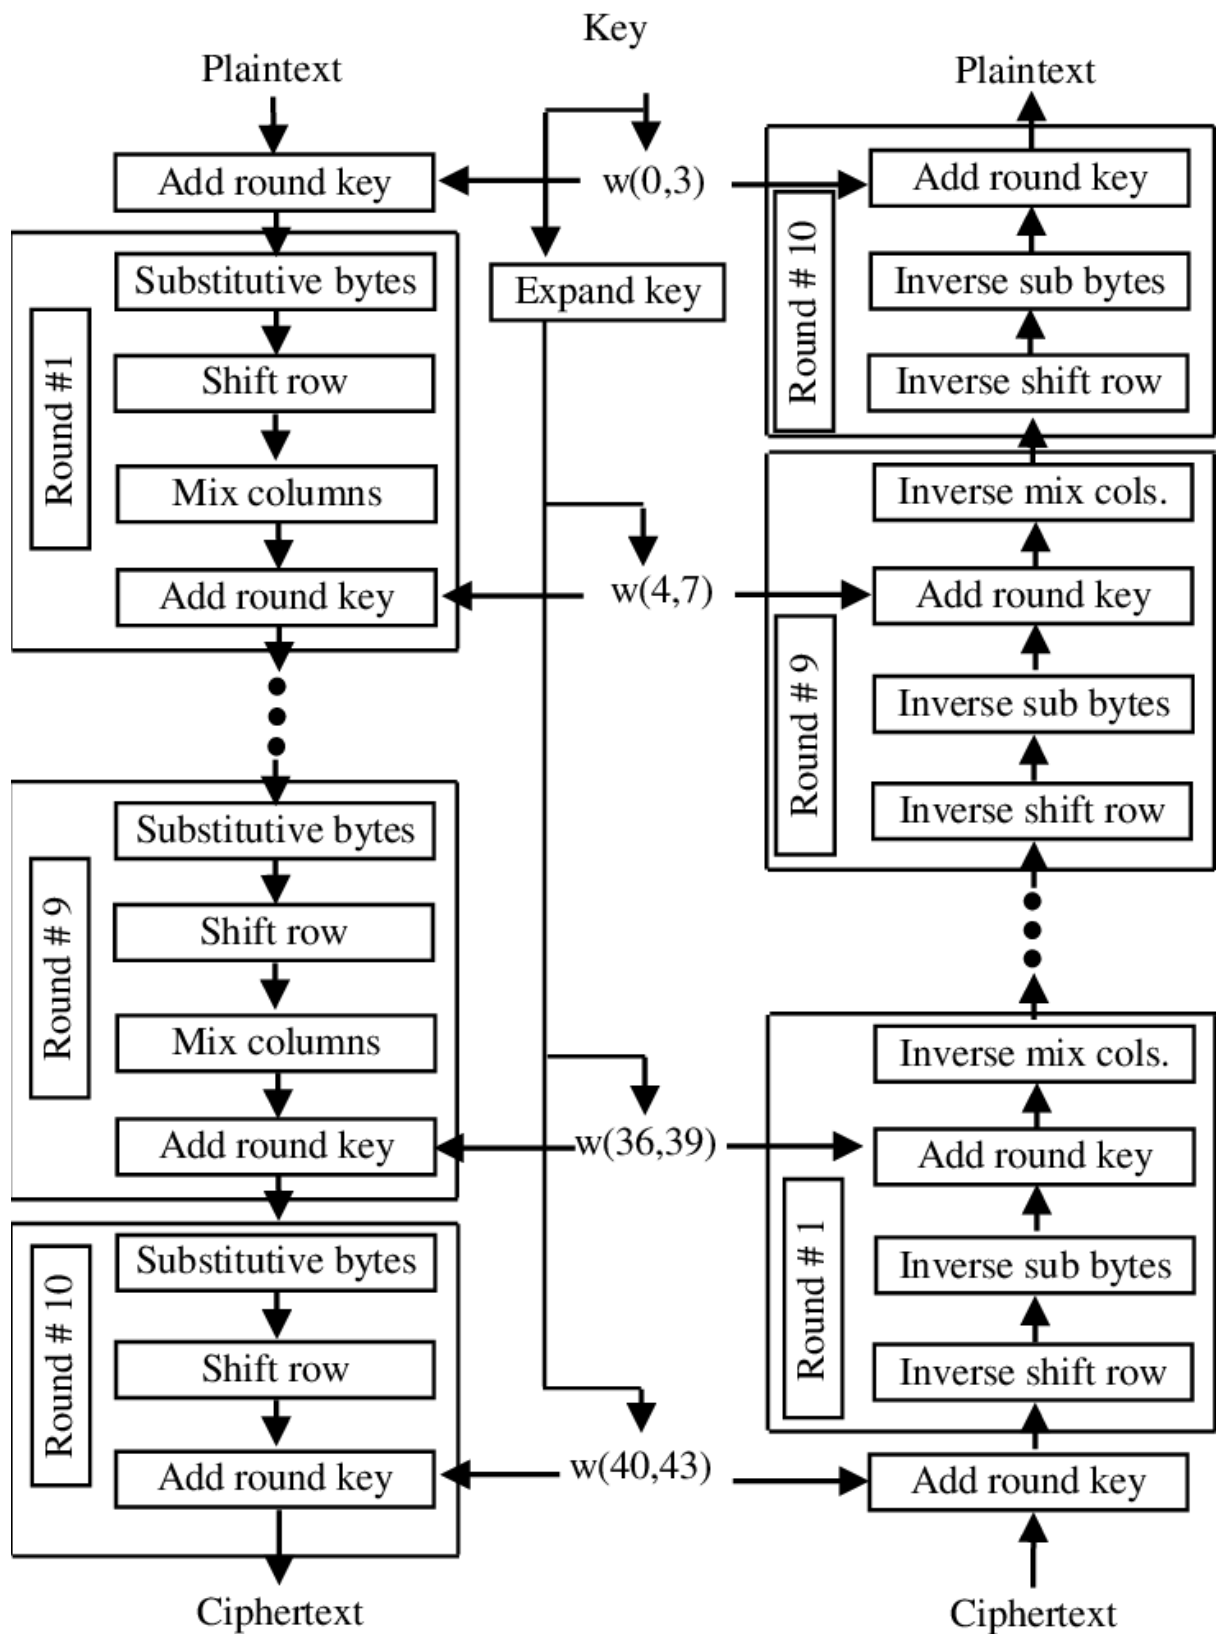 Key
Plaintext
Add round key
Round #1
Substitutive bytes
Shift row
Mix columns
Add round key
Round # 9
Substitutive bytes
Shift row
Mix columns
Add round key
Round # 10
Substitutive bytes
Shift row
Add round key
Ciphertext
w(0,3)
Expand key
w(4,7)
w(36,39)
w(40,43)
Plaintext
Round # 10
Add round key
Inverse sub bytes
Inverse shift row
Round # 9
Inverse mix cols.
Add round key
Inverse sub bytes
Inverse shift row
Round # 1
Inverse mix cols.
Add round key
Inverse sub bytes
Inverse shift row
Add round key
Ciphertext